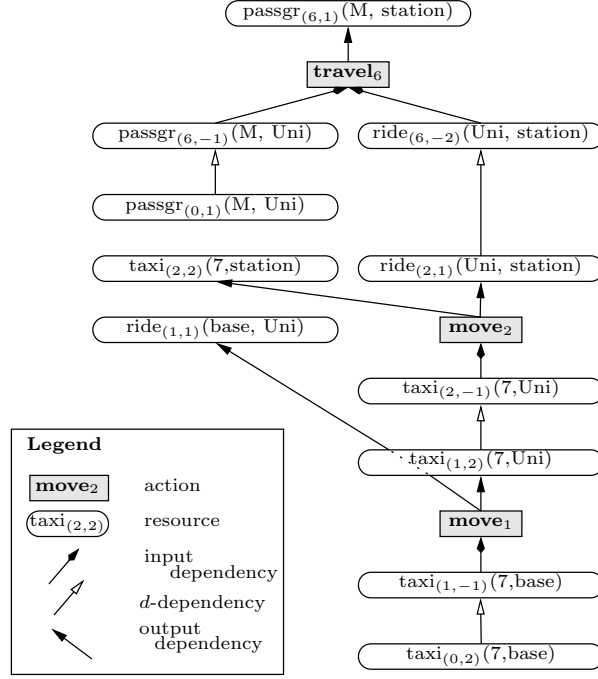 passgr₍₆,₁₎(M, station)
travel₆
passgr₍₆,₋₁₎(M, Uni) ride₍₆,₋₂₎(Uni, station)
passgr₍₀,₁₎(M, Uni)
taxi₍₂,₂₎(7,station) ride₍₂,₁₎(Uni, station)
ride₍₁,₁₎(base, Uni) move₂
taxi₍₂,₋₁₎(7,Uni)
taxi₍₁,₂₎(7,Uni)
move₁
taxi₍₁,₋₁₎(7,base)
taxi₍₀,₂₎(7,base)
Legend
move₂ action
taxi₍₂,₂₎ resource
input
dependency
d-dependency
output
dependency